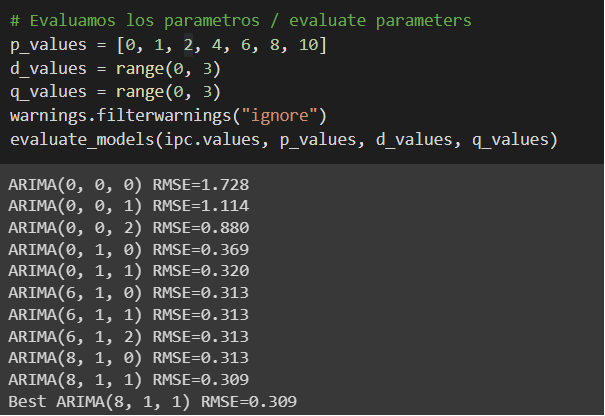 # Evaluamos los parametros / evaluate parameters
p_values = [0, 1, 2, 4, 6, 8, 10]
d_values = range(0, 3)
q_values = range(0, 3)
warnings.filterwarnings("ignore")
evaluate_models(ipc.values, p_values, d_values, q_values)
ARIMA(0, 0, 0) RMSE=1.728
ARIMA(0, 0, 1) RMSE=1.114
ARIMA(0, 0, 2) RMSE=0.880
ARIMA(0, 1, 0) RMSE=0.369
ARIMA(0, 1, 1) RMSE=0.320
ARIMA(6, 1, 0) RMSE=0.313
ARIMA(6, 1, 1) RMSE=0.313
ARIMA(6, 1, 2) RMSE=0.313
ARIMA(8, 1, 0) RMSE=0.313
ARIMA(8, 1, 1) RMSE=0.309
Best ARIMA(8, 1, 1) RMSE=0.309